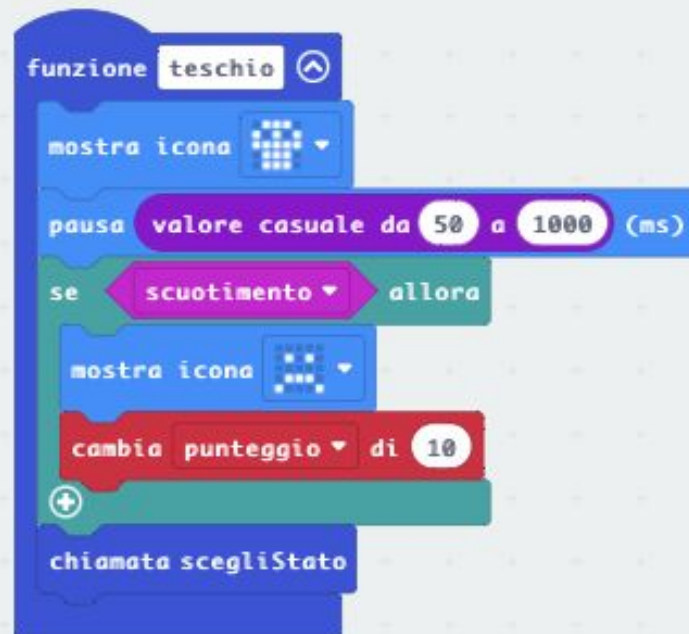 funzione teschio
mostra icona
pausa valore casuale da 50 a 1000 (ms)
se scuotimento allora
mostra icona
cambia punteggio di 10
chiamata scegliStato